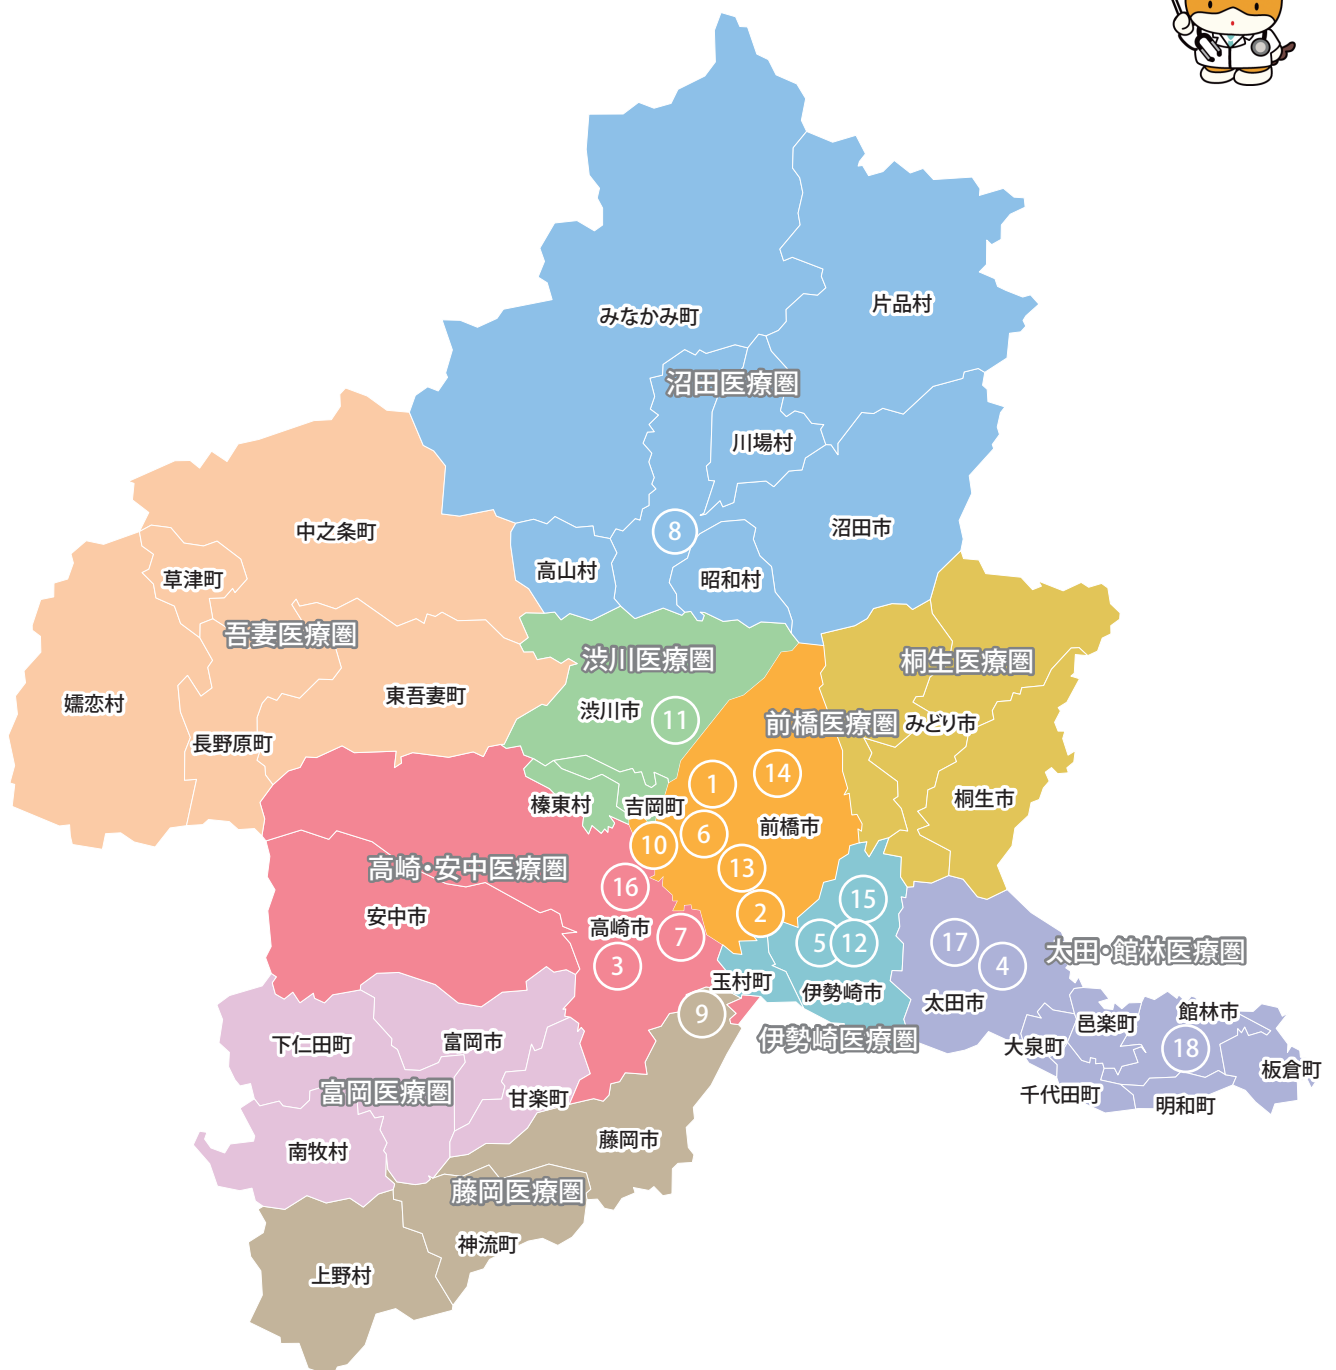 みなかみ町
片品村
沼田医療圏
川場村
沼田市
8
高山村
昭和村
中之条町
草津町
吾妻医療圏
東吾妻町
嬬恋村
長野原町
渋川医療圏
渋川市
11
桐生医療圏
みどり市
桐生市
前橋医療圏
1
14
榛東村
吉岡町
6
前橋市
10
13
2
高崎・安中医療圏
16
安中市
高崎市
7
3
15
5
12
玉村町
伊勢崎市
伊勢崎医療圏
17
4
太田・館林医療圏
太田市
邑楽町
館林市
大泉町
18
板倉町
千代田町
明和町
9
下仁田町
富岡市
富岡医療圏
甘楽町
南牧村
藤岡市
藤岡医療圏
神流町
上野村